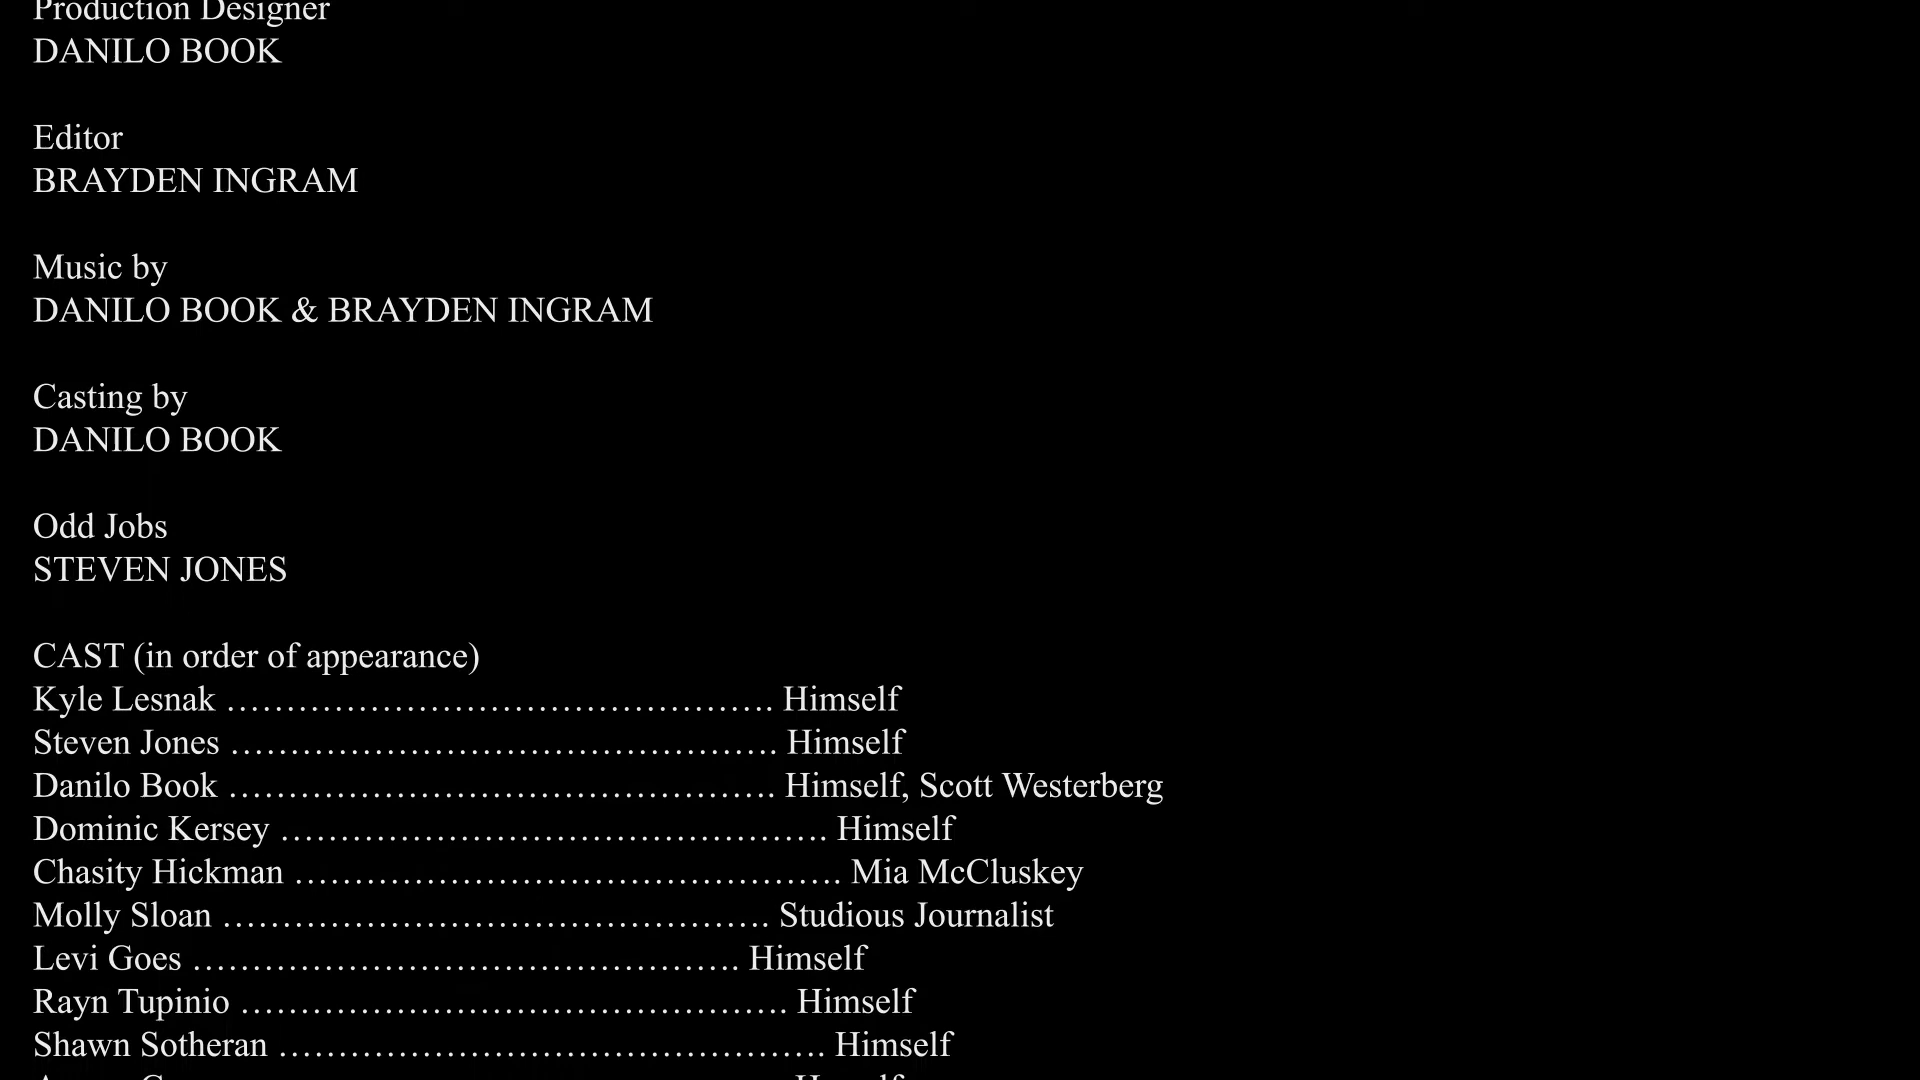 Production Designer
DANILO BOOK
Editor
BRAYDEN INGRAM
Music by
DANILO BOOK & BRAYDEN INGRAM
Casting by
DANILO BOOK
Odd Jobs
STEVEN JONES
CAST (in order of appearance)
Kyle Lesnak ………………………………………. Himself
Steven Jones ………………………………………. Himself
Danilo Book ………………………………………. Himself, Scott Westerberg
Dominic Kersey ………………………………………. Himself
Chasity Hickman ………………………………………. Mia McCluskey
Molly Sloan ………………………………………. Studious Journalist
Levi Goes ………………………………………. Himself
Rayn Tupinio ………………………………………. Himself
Shawn Sotheran ………………………………………. Himself
Himself